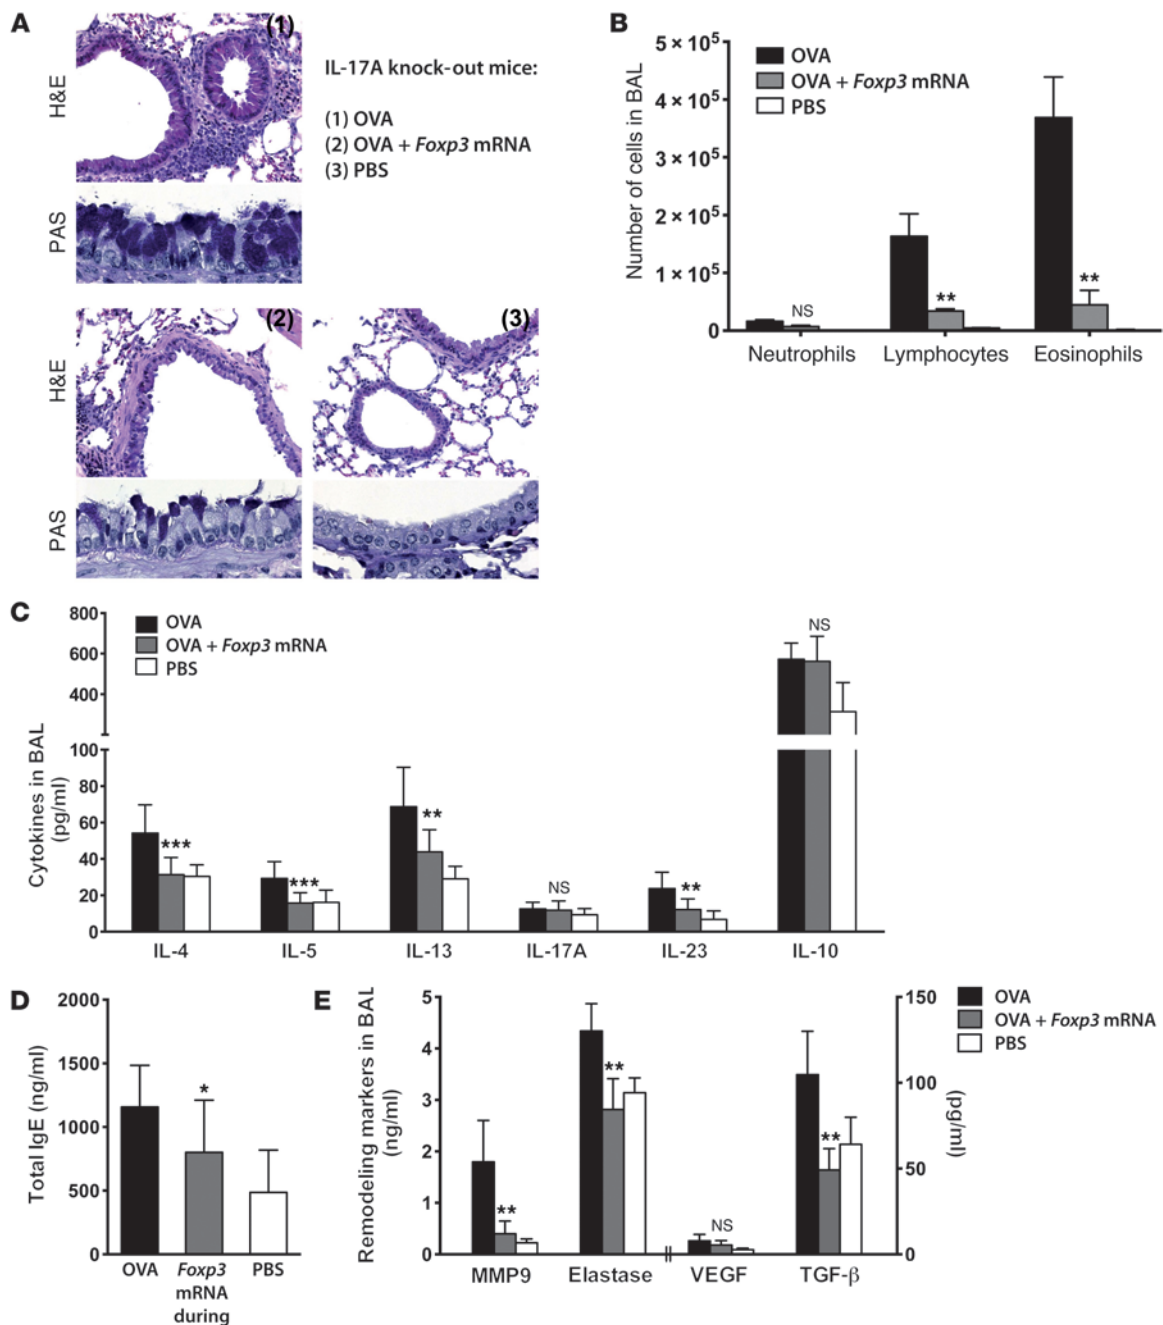 A
(1)
H&E
PAS
IL-17A knock-out mice:
(1) OVA
(2) OVA + Foxp3 mRNA
(3) PBS
(2)
(3)
H&E
PAS
B
Number of cells in BAL
5 × 10⁵
4 × 10⁵
3 × 10⁵
2 × 10⁵
1 × 10⁵
0
OVA
OVA + Foxp3 mRNA
PBS
NS
**
**
Neutrophils
Lymphocytes
Eosinophils
C
Cytokines in BAL
(pg/ml)
800
600
400
100
80
60
40
20
0
OVA
OVA + Foxp3 mRNA
PBS
***
***
**
NS
**
NS
IL-4
IL-5
IL-13
IL-17A
IL-23
IL-10
D
Total IgE (ng/ml)
2000
1500
1000
500
0
*
OVA
Foxp3
mRNA
during
PBS
E
Remodeling markers in BAL
(ng/ml)
5
4
3
2
1
0
**
**
NS
**
MMP9
Elastase
VEGF
TGF-β
150
100
50
0
(pg/ml)
OVA
OVA + Foxp3 mRNA
PBS